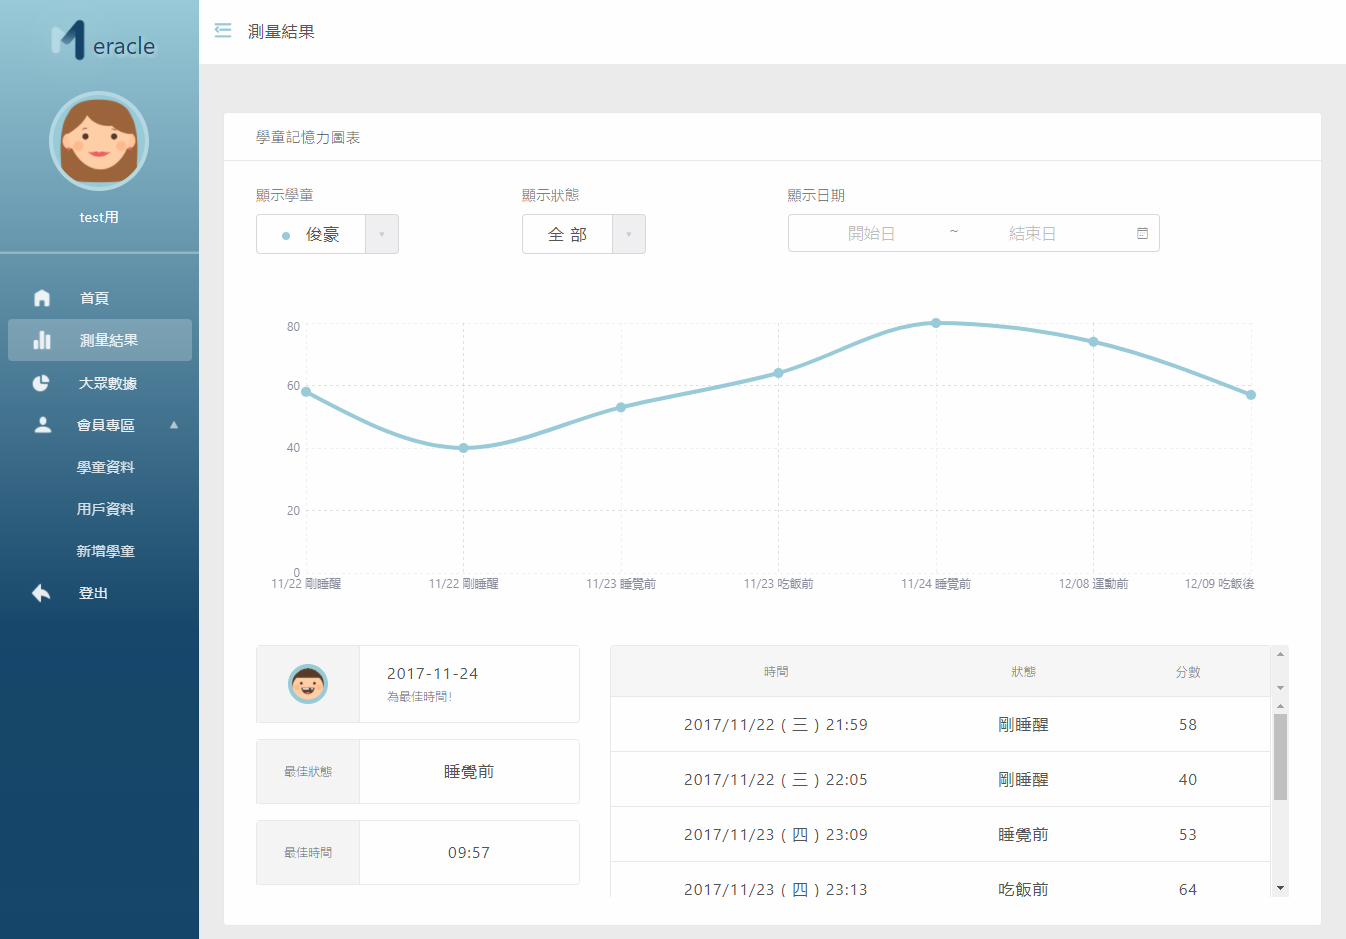 Meracle
test用
首頁
測量結果
大眾數據
會員專區
學童資料
用戶資料
新增學童
登出
測量結果
學童記憶力圖表
顯示學童
顯示狀態
顯示日期
俊豪
全部
開始日 ~ 結束日
80
60
40
20
0
11/22 剛睡醒
11/22 剛睡醒
11/23 睡覺前
11/23 吃飯前
11/24 睡覺前
12/08 運動前
12/09 吃飯後
2017-11-24
為最佳時間!
最佳狀態
睡覺前
最佳時間
09:57
時間 狀態 分數
2017/11/22 ( 三 ) 21:59 剛睡醒 58
2017/11/22 ( 三 ) 22:05 剛睡醒 40
2017/11/23 ( 四 ) 23:09 睡覺前 53
2017/11/23 ( 四 ) 23:13 吃飯前 64